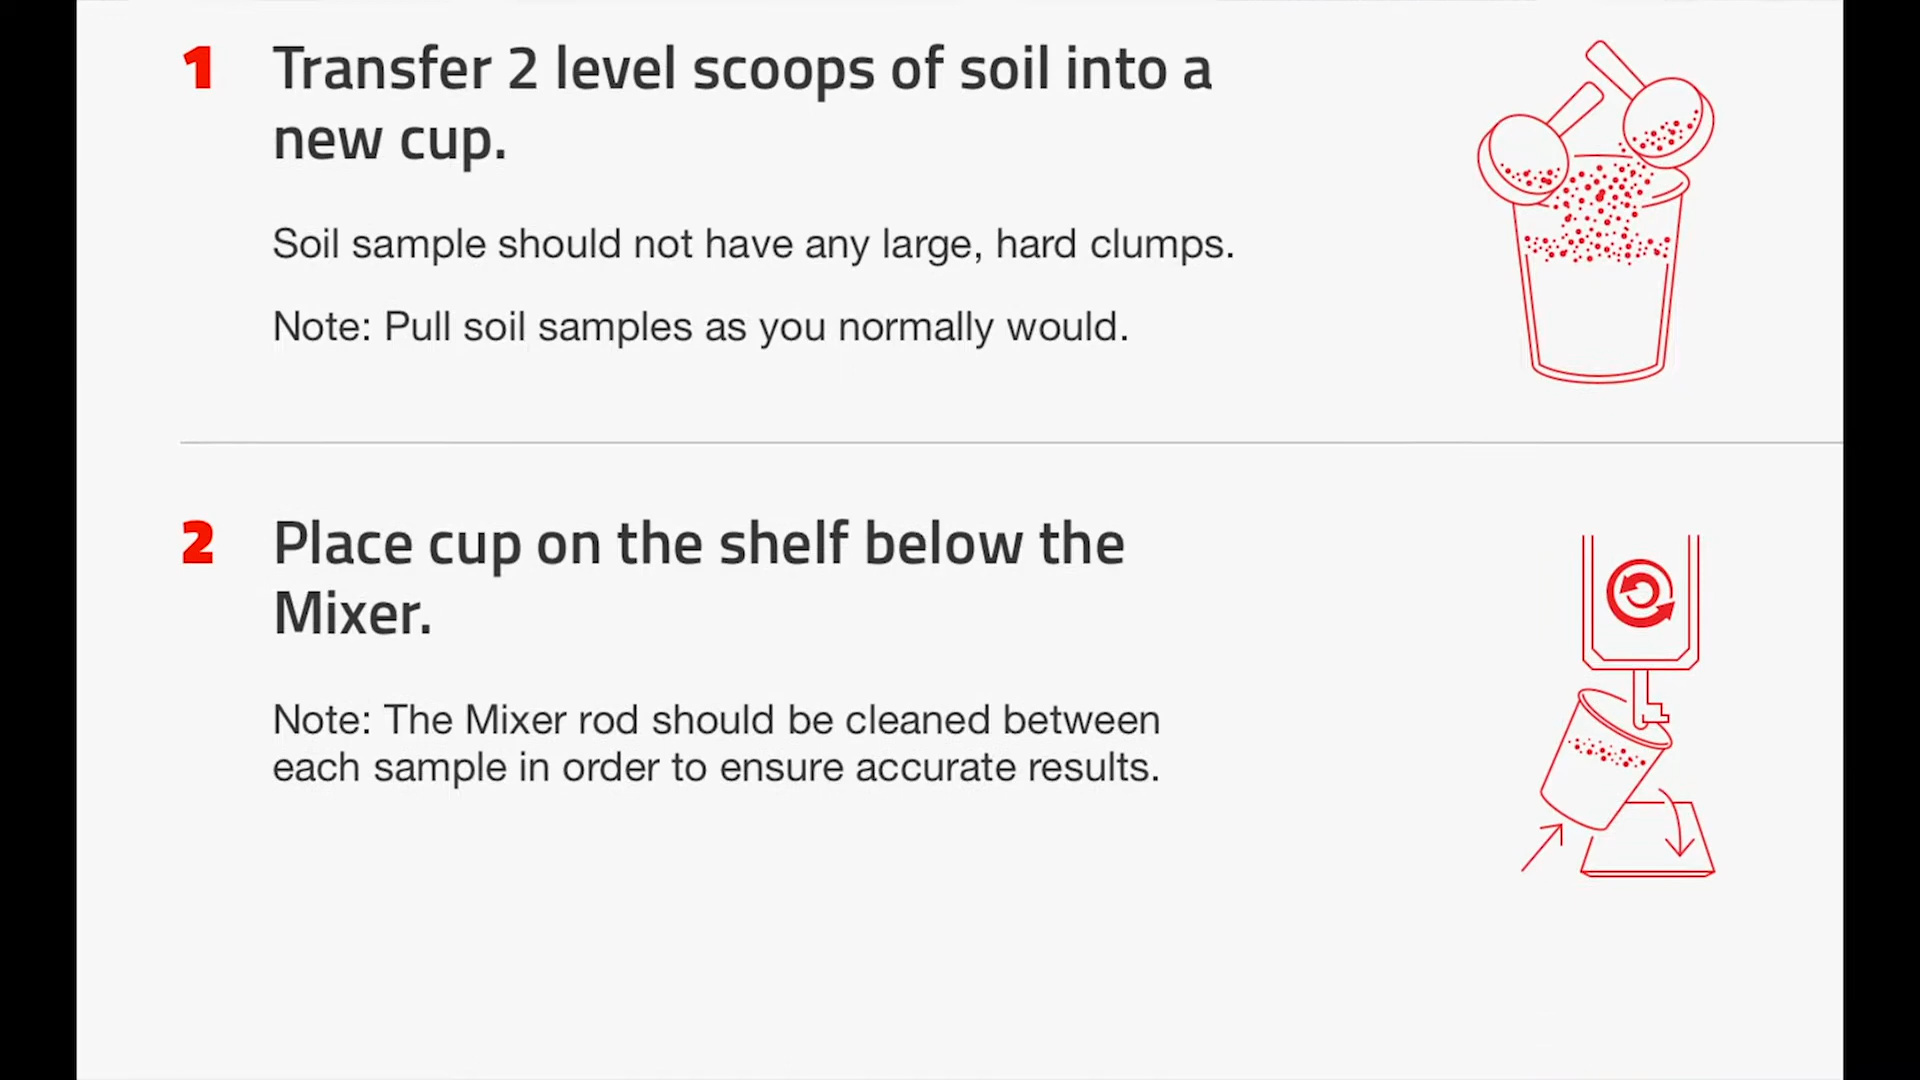 1 Transfer 2 level scoops of soil into a
new cup.
Soil sample should not have any large, hard clumps.
Note: Pull soil samples as you normally would.
2 Place cup on the shelf below the
Mixer.
Note: The Mixer rod should be cleaned between
each sample in order to ensure accurate results.